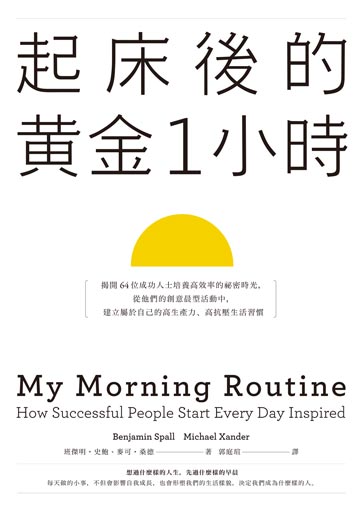 起床後的
黃金1小時
揭開64位成功人士培養高效率的祕密時光，
從他們的創意晨型活動中，
建立屬於自己的高生產力、高抗壓生活習慣
My Morning Routine
How Successful People Start Every Day Inspired
Benjamin Spall Michael Xander
班傑明・史鮑、麥可・桑德 著 郭庭瑄 譯
想過什麼樣的人生，先過什麼樣的早晨
每天做的小事，不但會影響自我成長，也會形塑我們的生活樣貌，決定我們成為什麼樣的人。